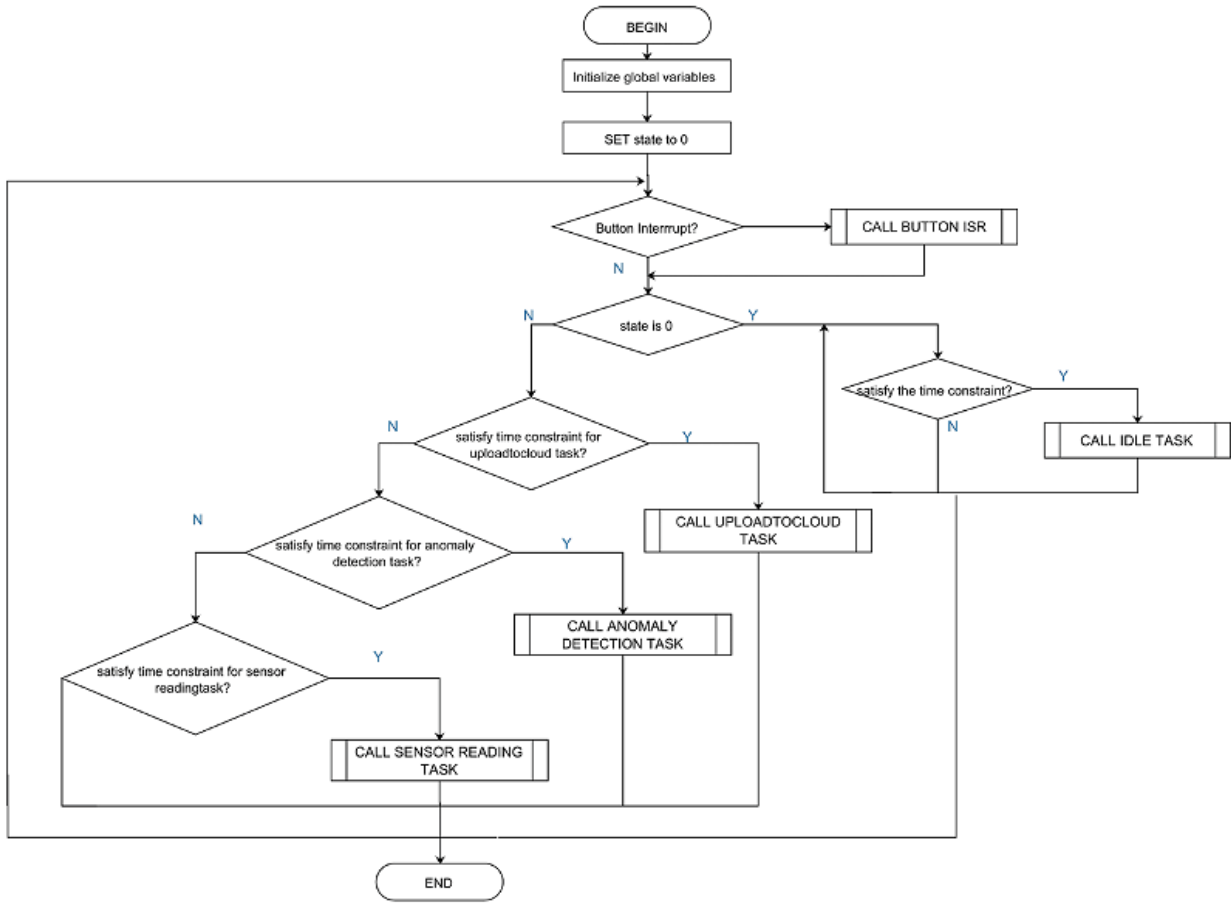 BEGIN
Initialize global variables
SET state to 0
Button Interrrupt?
CALL BUTTON ISR
N
N
state is 0
Y
satisfy the time constraint?
Y
N
CALL IDLE TASK
N
satisfy time constraint for
uploadtocloud task?
Y
CALL UPLOADTOCLOUD
TASK
N
satisfy time constraint for anomaly
detection task?
Y
CALL ANOMALY
DETECTION TASK
satisfy time constraint for sensor
readingtask?
Y
CALL SENSOR READING
TASK
END